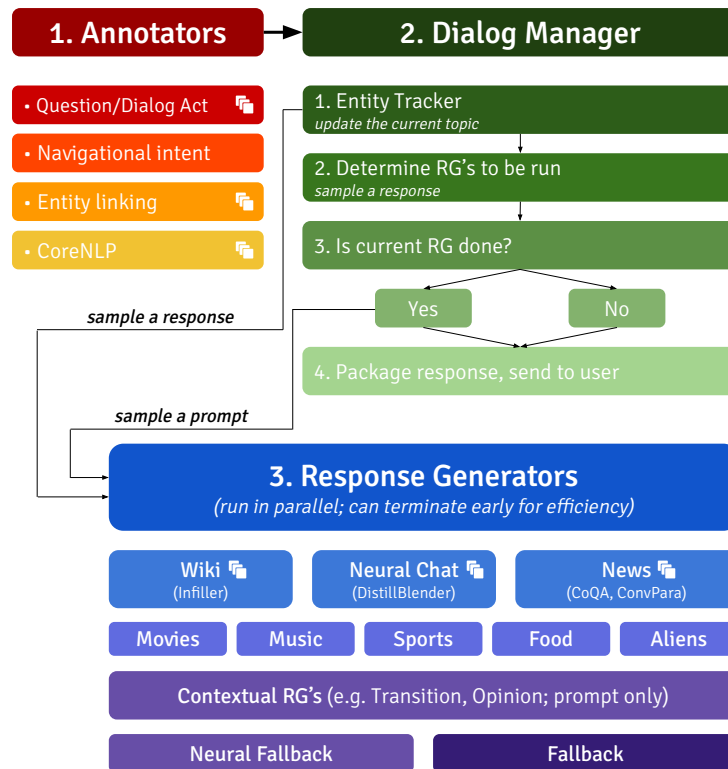 1. Annotators
2. Dialog Manager
• Question/Dialog Act
• Navigational intent
• Entity linking
• CoreNLP
1. Entity Tracker
update the current topic
2. Determine RG's to be run
sample a response
3. Is current RG done?
Yes
No
4. Package response, send to user
sample a response
sample a prompt
3. Response Generators
(run in parallel; can terminate early for efficiency)
Wiki
(Infiller)
Neural Chat
(DistillBlender)
News
(CoQA, ConvPara)
Movies
Music
Sports
Food
Aliens
Contextual RG's (e.g. Transition, Opinion; prompt only)
Neural Fallback
Fallback